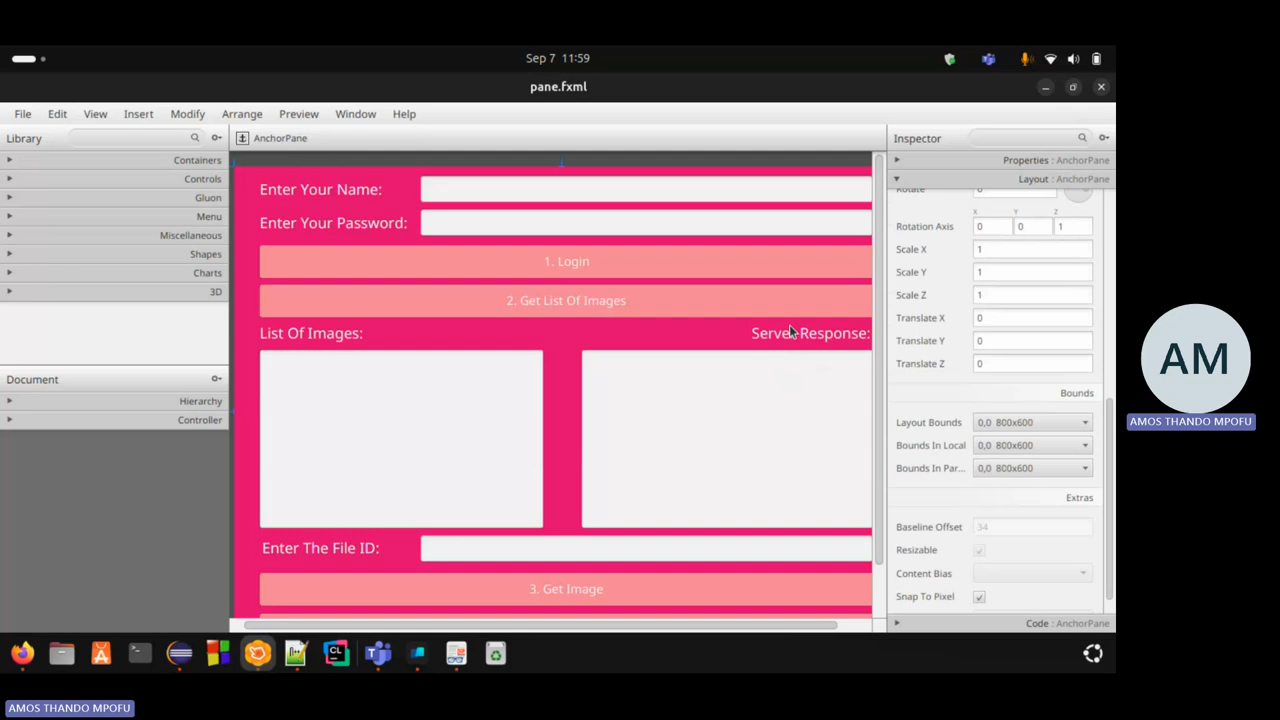 Sep 7 11:59
pane.fxml
File Edit View Insert Modify Arrange Preview Window Help
Library
AnchorPane
Inspector
Containers
Controls
Gluon
Menu
Miscellaneous
Shapes
Charts
3D
Document
Hierarchy
Controller
Enter Your Name:
Enter Your Password:
1. Login
2. Get List Of Images
List Of Images:
Server Response:
Enter The File ID:
3. Get Image
Properties : AnchorPane
Layout : AnchorPane
Rotate 0
X Y Z
Rotation Axis 0 0 1
Scale X 1
Scale Y 1
Scale Z 1
Translate X 0
Translate Y 0
Translate Z 0
Bounds
Layout Bounds 0,0 800x600
Bounds In Local 0,0 800x600
Bounds In Par... 0,0 800x600
Extras
Baseline Offset 54
Resizable
Content Bias
Snap To Pixel
Code : AnchorPane
CL
AM
AMOS THANDO MPOFU
AMOS THANDO MPOFU